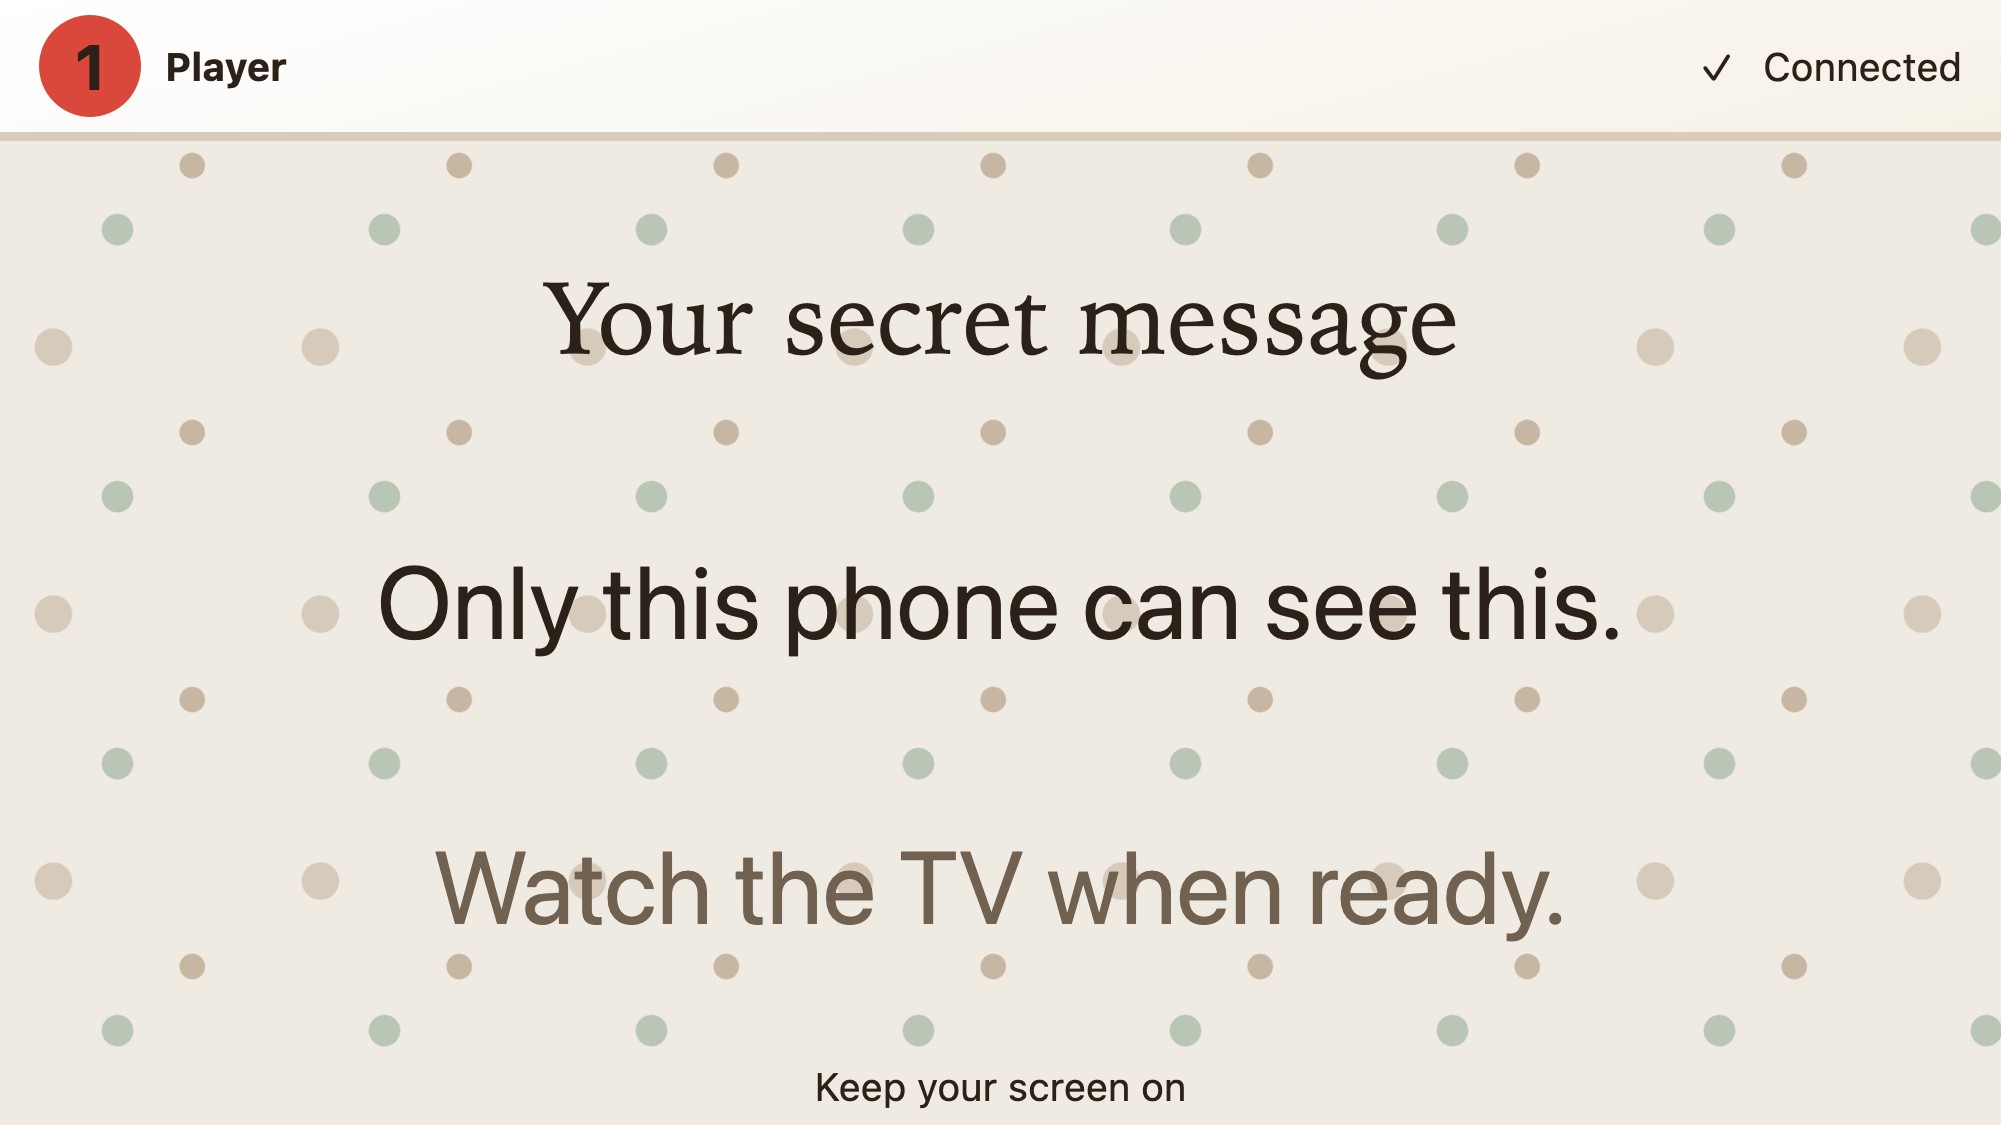 1 Player
✓ Connected
Your secret message
Only this phone can see this.
Watch the TV when ready.
Keep your screen on